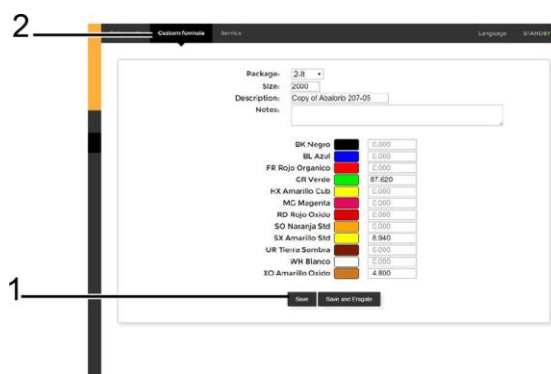 2
Custom formula Service Language STANDBY
Package: 2-lt
Size: 2000
Description: Copy of Abalorio 207-05
Notes:
BK Negro 0.000
BL Azul 0.000
FR Rojo Organico 0.000
GR Verde 87.620
HX Amarillo Cub 0.000
MG Magenta 0.000
RD Rojo Oxido 0.000
SO Naranja Std 0.000
SX Amarillo Std 8.940
UR Tierra Sombra 0.000
WH Blanco 0.000
XO Amarillo Oxido 4.800
1
Save Save and Erogate